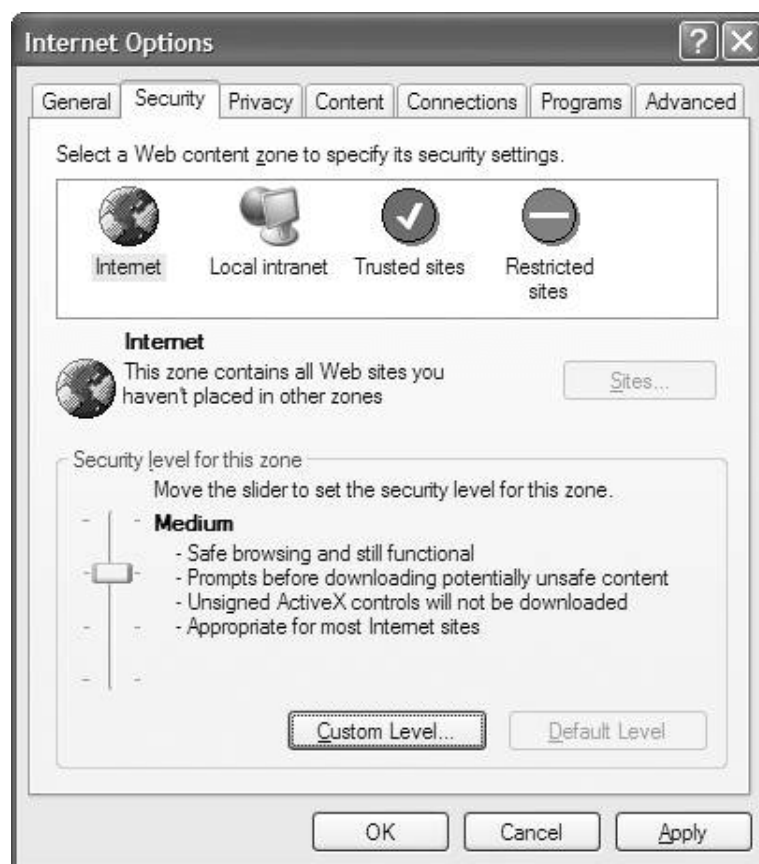 Internet Options
General Security Privacy Content Connections Programs Advanced
Select a Web content zone to specify its security settings.
Internet Local intranet Trusted sites Restricted
sites
Internet
This zone contains all Web sites you
haven't placed in other zones
Sites...
Security level for this zone
Move the slider to set the security level for this zone.
Medium
- Safe browsing and still functional
- Prompts before downloading potentially unsafe content
- Unsigned ActiveX controls will not be downloaded
- Appropriate for most Internet sites
Custom Level... Default Level
OK Cancel Apply